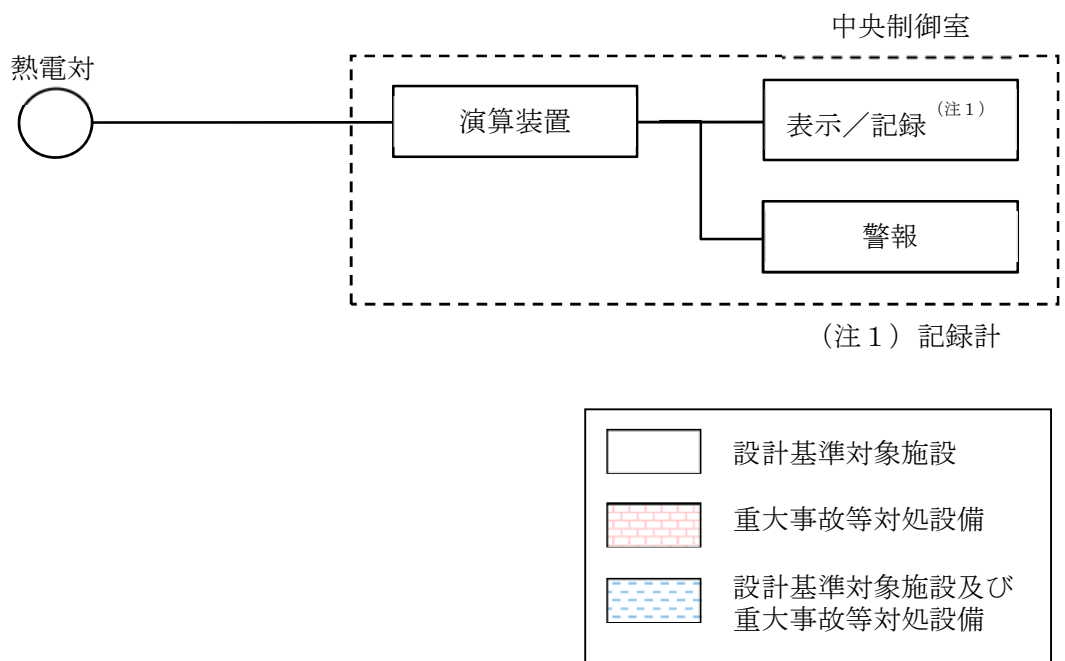 中央制御室
熱電対
演算装置
表示／記録（注１）
警報
（注１）記録計
設計基準対象施設
重大事故等対処設備
設計基準対象施設及び
重大事故等対処設備